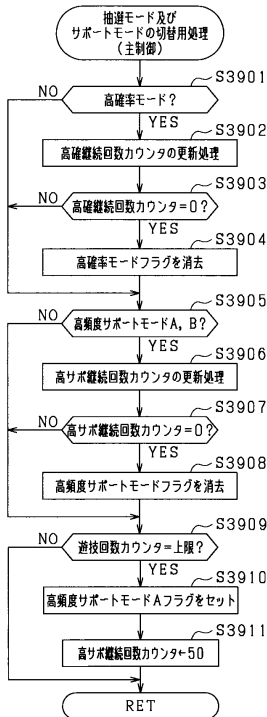 抽選モード及び
サポートモードの切替用処理
(主制御)
S3901
高確率モード?
NO
YES
S3902
高確継続回数カウンタの更新処理
S3903
高確継続回数カウンタ=0?
NO
YES
S3904
高確率モードフラグを消去
S3905
高頻度サポートモードA,B?
NO
YES
S3906
高サポ継続回数カウンタの更新処理
S3907
高サポ継続回数カウンタ=0?
NO
YES
S3908
高頻度サポートモードフラグを消去
S3909
遊技回数カウンタ=上限?
NO
YES
S3910
高頻度サポートモードAフラグをセット
S3911
高サポ継続回数カウンタ←50
RET